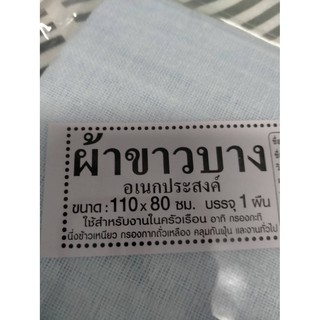 ผ้าขาวบาง
อเนกประสงค์
ขนาด : 110 x 80 ซม. บรรจุ 1 ผืน
ใช้สำหรับงานในครัวเรือน อาทิ กรองกะทิ
นึ่งข้าวเหนียว กรองกากถั่วเหลือง คลุมกันฝุ่น และงานทั่วไป